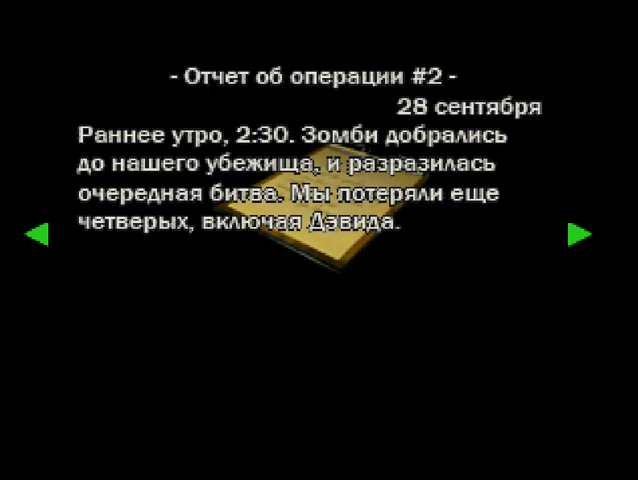 - Отчет об операции #2 -
28 сентября
Раннее утро, 2:30. Зомби добрались
до нашего убежища, и разразилась
очередная битва. Мы потеряли еще
четверых, включая Дэвида.